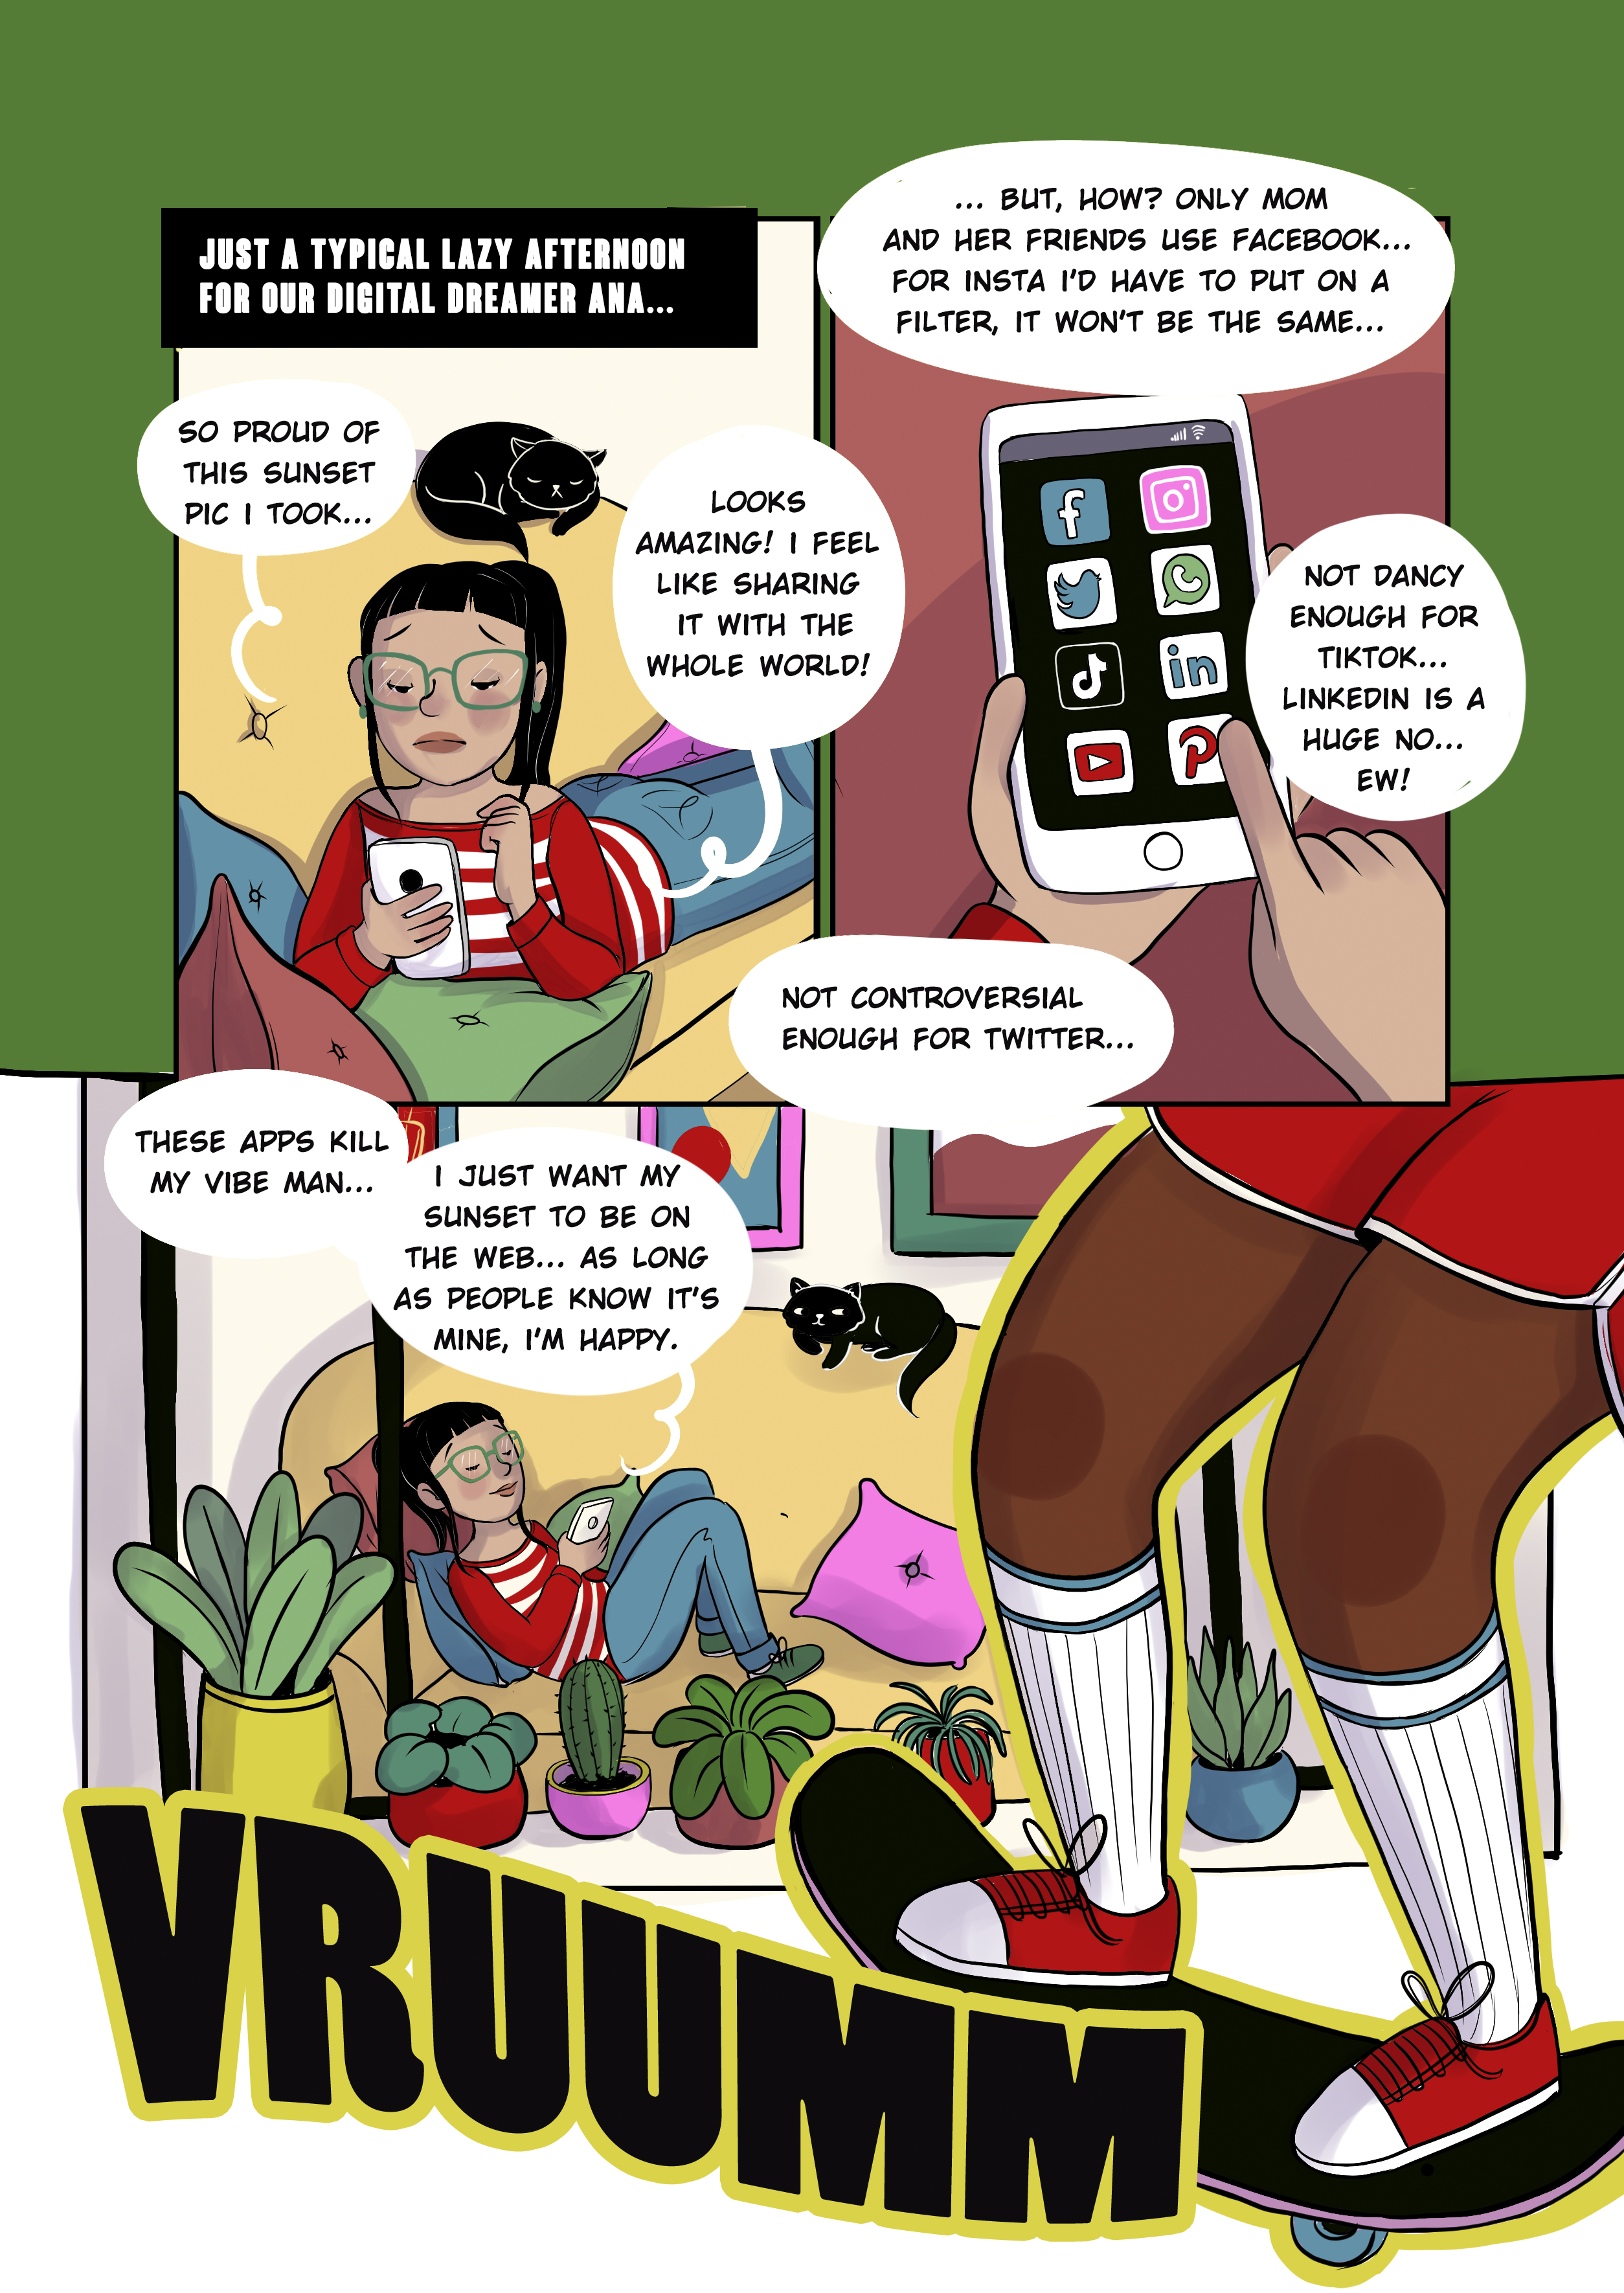 JUST A TYPICAL LAZY AFTERNOON
FOR OUR DIGITAL DREAMER ANA...
SO PROUD OF
THIS SUNSET
PIC I TOOK...
LOOKS
AMAZING! I FEEL
LIKE SHARING
IT WITH THE
WHOLE WORLD!
... BUT, HOW? ONLY MOM
AND HER FRIENDS USE FACEBOOK...
FOR INSTA I'D HAVE TO PUT ON A
FILTER, IT WON'T BE THE SAME...
f
in
NOT DANCY
ENOUGH FOR
TIKTOK...
LINKEDIN IS A
HUGE NO...
EW!
NOT CONTROVERSIAL
ENOUGH FOR TWITTER...
THESE APPS KILL
MY VIBE MAN...
I JUST WANT MY
SUNSET TO BE ON
THE WEB... AS LONG
AS PEOPLE KNOW IT'S
MINE, I'M HAPPY.
VRUUMM